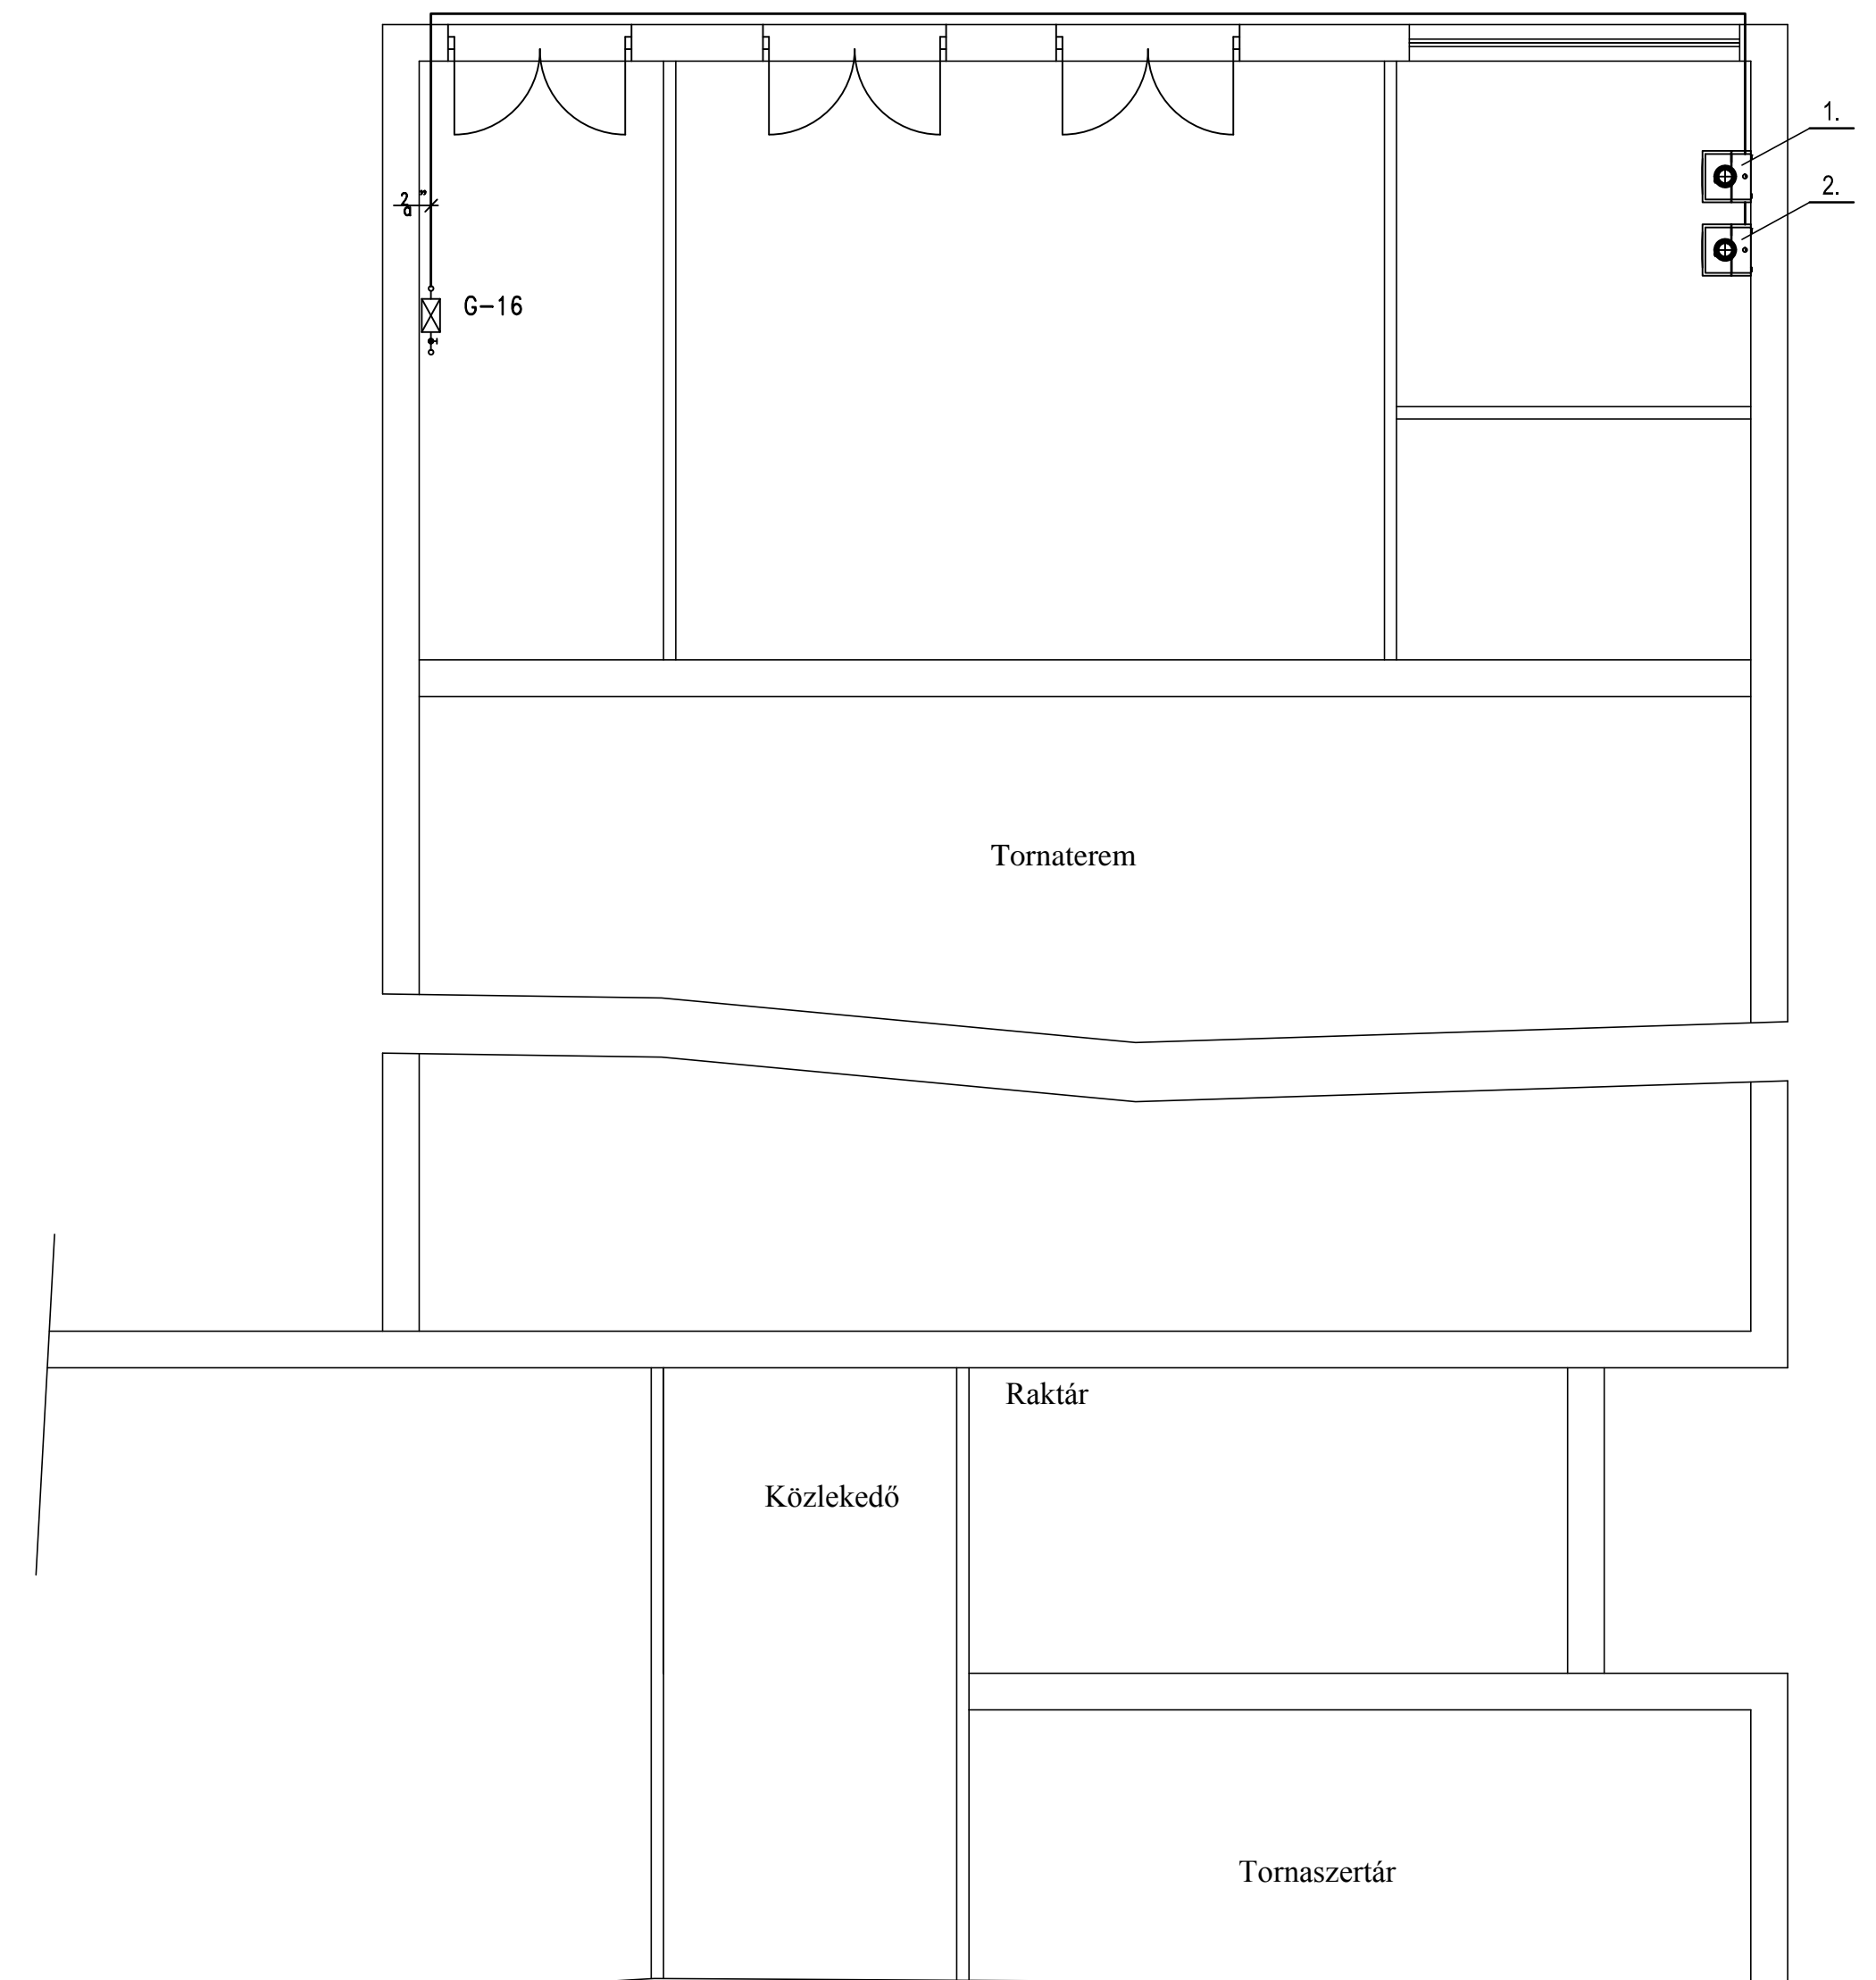 1.
2.
2"
a
G-16
Tornaterem
Raktár
Közlekedő
Tornaszertár